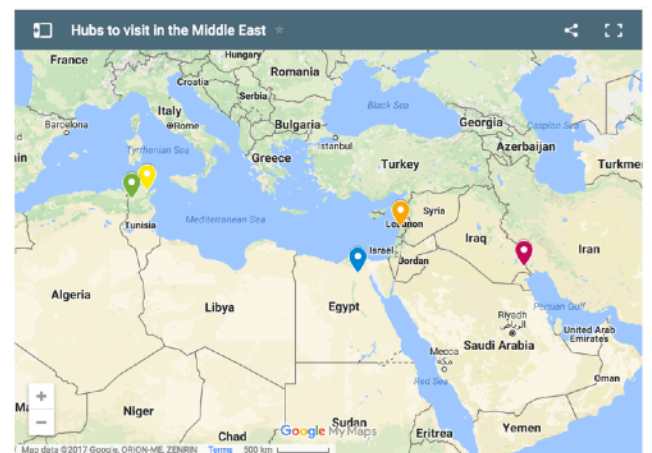 Hubs to visit in the Middle East
France
Hungary
Romania
Croatia
Serbia
Italy
Rome
Barcelona
Black Sea
Bulgaria
Georgia
Caspian Sea
Istanbul
Azerbaijan
Tyrrhenian Sea
ain
Greece
Turkey
Turkme
Syria
Tunisia
Mediterranean Sea
Lebanon
Iraq
Israel
Jordan
Iran
Algeria
Libya
Egypt
Persian Gulf
Riyadh
الرياض
United Arab
Emirates
Mecca
مكة
Saudi Arabia
Red Sea
Oman
+
−
Ma
Niger
Chad
Sudan
Google My Maps
Eritrea
Yemen
Map data ©2017 Google, ORION-ME, ZENRIN Terms 500 km